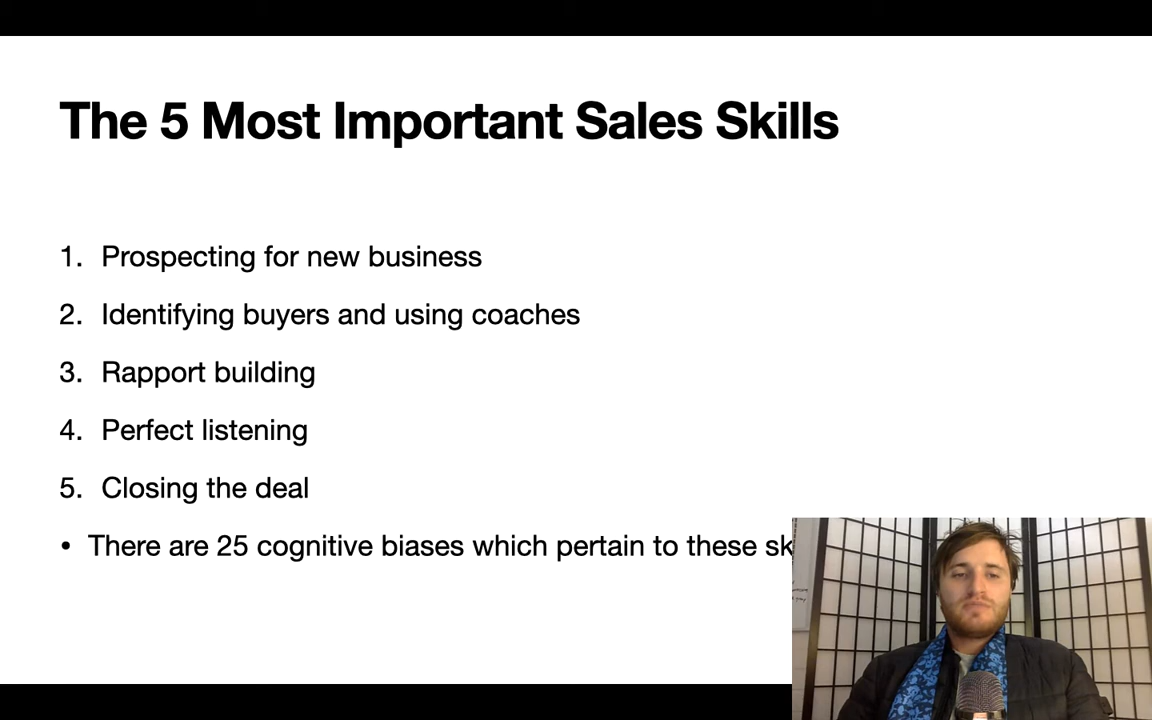 The 5 Most Important Sales Skills
1. Prospecting for new business
2. Identifying buyers and using coaches
3. Rapport building
4. Perfect listening
5. Closing the deal
• There are 25 cognitive biases which pertain to these sk